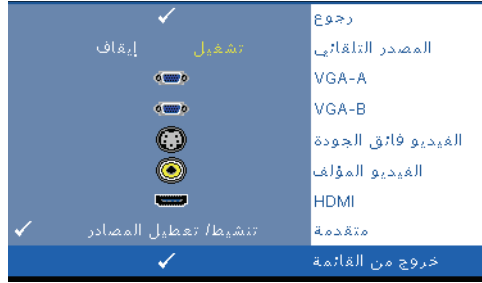 رجوع
المصدر التلقائي تشغيل إيقاف
VGA-A
VGA-B
الفيديو فائق الجودة
الفيديو المؤلف
HDMI
متقدمة تنشيط/ تعطيل المصادر
خروج من القائمة